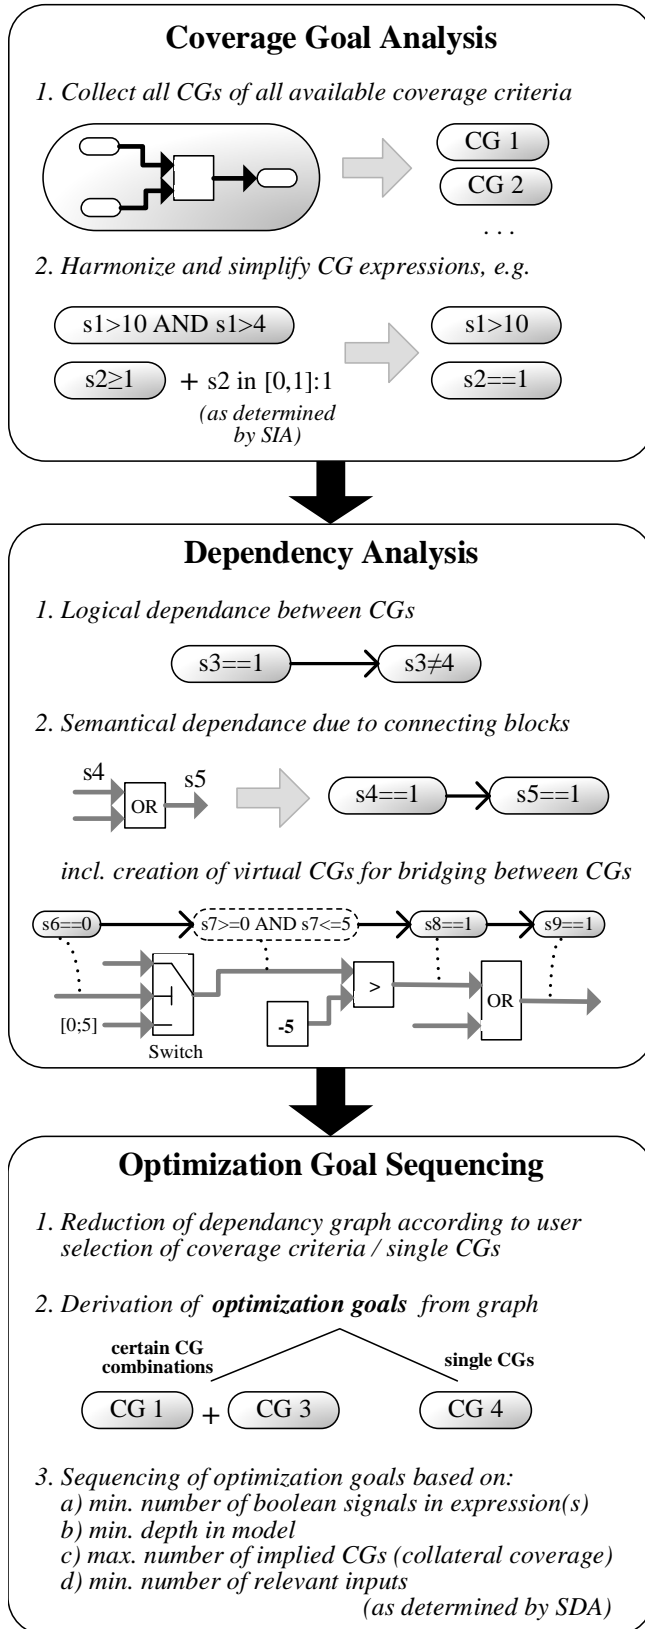 Coverage Goal Analysis
1. Collect all CGs of all available coverage criteria
CG 1
CG 2
. . .
2. Harmonize and simplify CG expressions, e.g.
s1>10 AND s1>4
s1>10
s2≥1 + s2 in [0,1]:1
s2==1
(as determined
by SIA)
Dependency Analysis
1. Logical dependance between CGs
s3==1
s3≠4
2. Semantical dependance due to connecting blocks
s4
s5
OR
s4==1
s5==1
incl. creation of virtual CGs for bridging between CGs
s6==0
s7>=0 AND s7<=5
s8==1
s9==1
>
OR
-5
[0;5]
Switch
Optimization Goal Sequencing
1. Reduction of dependancy graph according to user
selection of coverage criteria / single CGs
2. Derivation of optimization goals from graph
certain CG
combinations
single CGs
CG 1 + CG 3
CG 4
3. Sequencing of optimization goals based on:
a) min. number of boolean signals in expression(s)
b) min. depth in model
c) max. number of implied CGs (collateral coverage)
d) min. number of relevant inputs
(as determined by SDA)